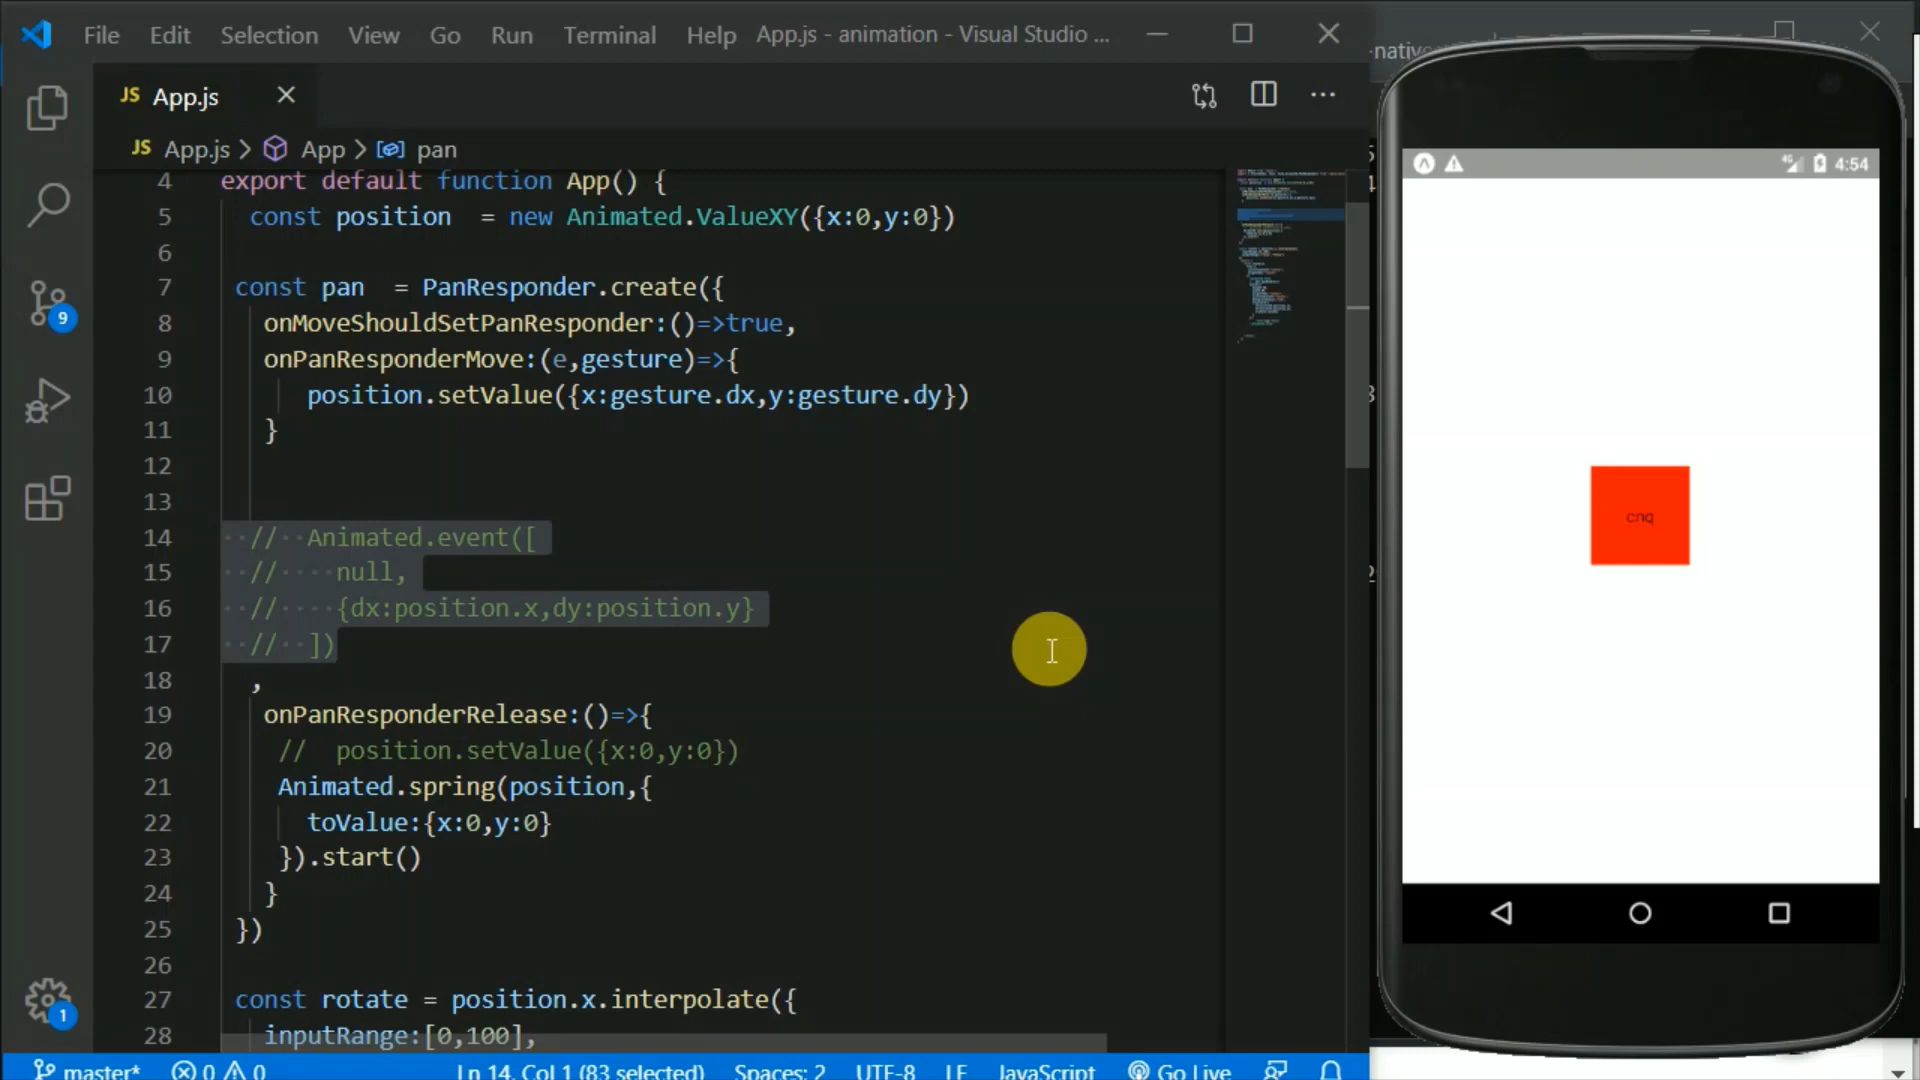 File Edit Selection View Go Run Terminal Help App.js - animation - Visual Studio ...
-native
JS App.js
JS App.js > App > pan
4 export default function App() {
5 const position = new Animated.ValueXY({x:0,y:0})
6
7 const pan = PanResponder.create({
8 onMoveShouldSetPanResponder:()=>true,
9 onPanResponderMove:(e,gesture)=>{
10 position.setValue({x:gesture.dx,y:gesture.dy})
11 }
12
13
14 // Animated.event([
15 // null,
16 // {dx:position.x,dy:position.y}
17 // ])
18 ,
19 onPanResponderRelease:()=>{
20 // position.setValue({x:0,y:0})
21 Animated.spring(position,{
22 toValue:{x:0,y:0}
23 }).start()
24 }
25 })
26
27 const rotate = position.x.interpolate({
28 inputRange:[0,100],
9
1
master* 0 0 Ln 14, Col 1 (83 selected) Spaces: 2 UTF-8 LF JavaScript Go Live
4G 4:54
cnq